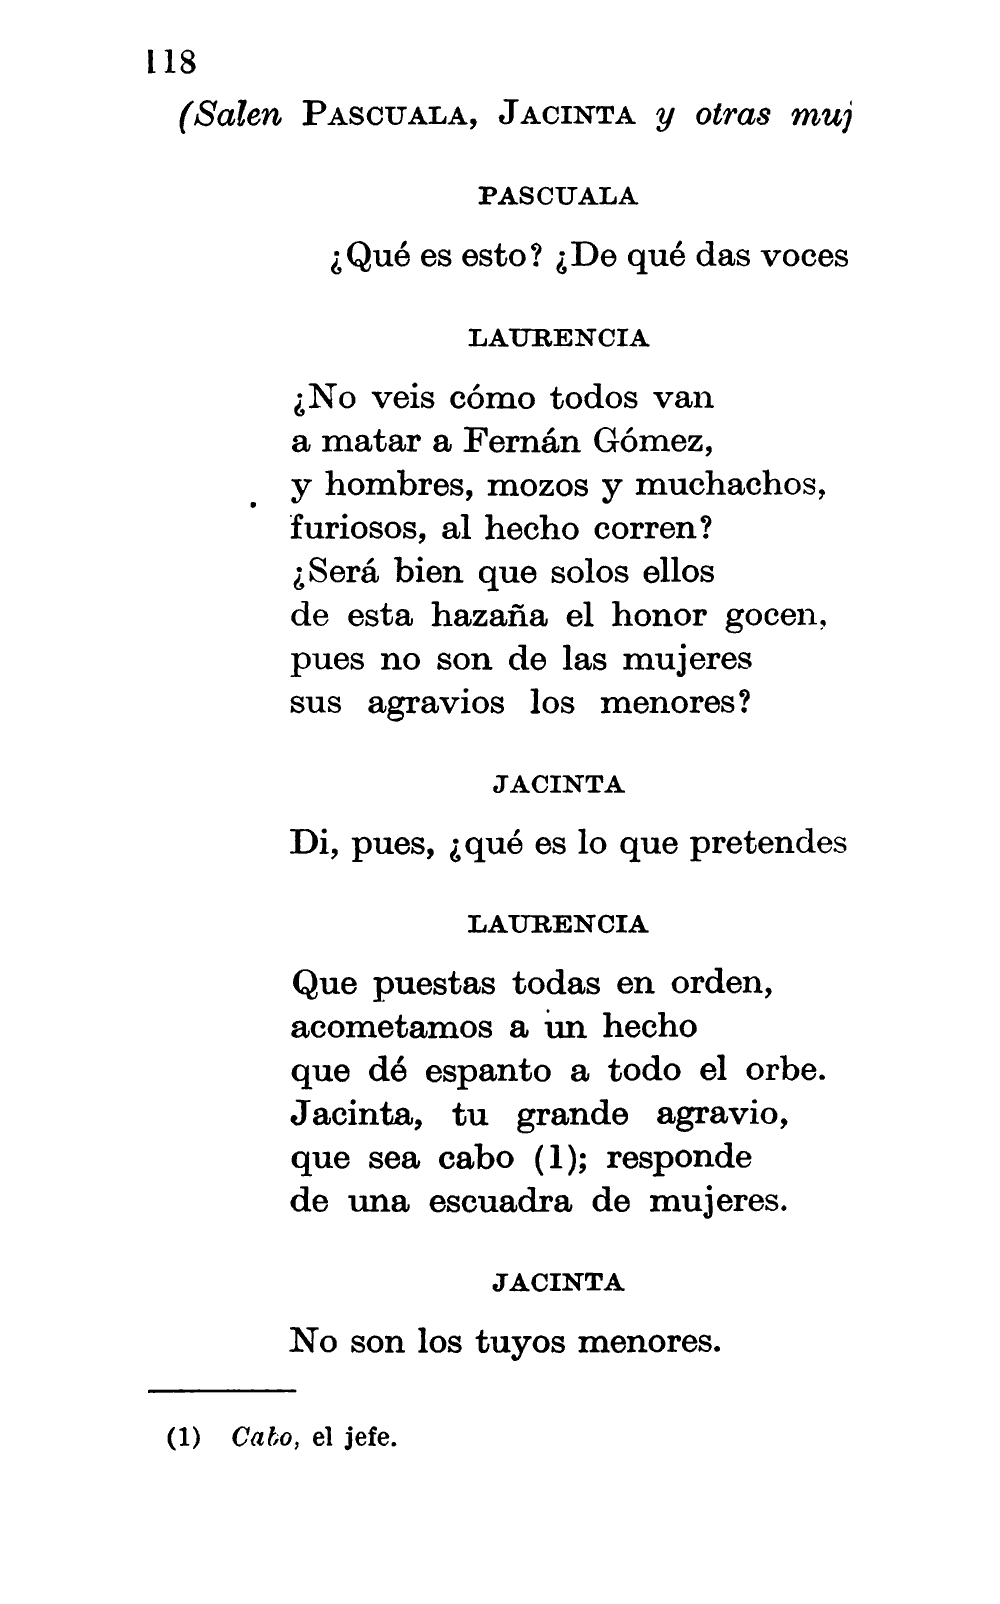 118
(Salen PASCUALA, JACINTA y otras muj
PASCUALA
¿Qué es esto? ¿De qué das voces
LAURENCIA
¿No veis cómo todos van
a matar a Fernán Gómez,
y hombres, mozos y muchachos,
furiosos, al hecho corren?
¿Será bien que solos ellos
de esta hazaña el honor gocen,
pues no son de las mujeres
sus agravios los menores?
JACINTA
Di, pues, ¿qué es lo que pretendes
LAURENCIA
Que puestas todas en orden,
acometamos a un hecho
que dé espanto a todo el orbe.
Jacinta, tu grande agravio,
que sea cabo (1); responde
de una escuadra de mujeres.
JACINTA
No son los tuyos menores.
(1) Cabo, el jefe.